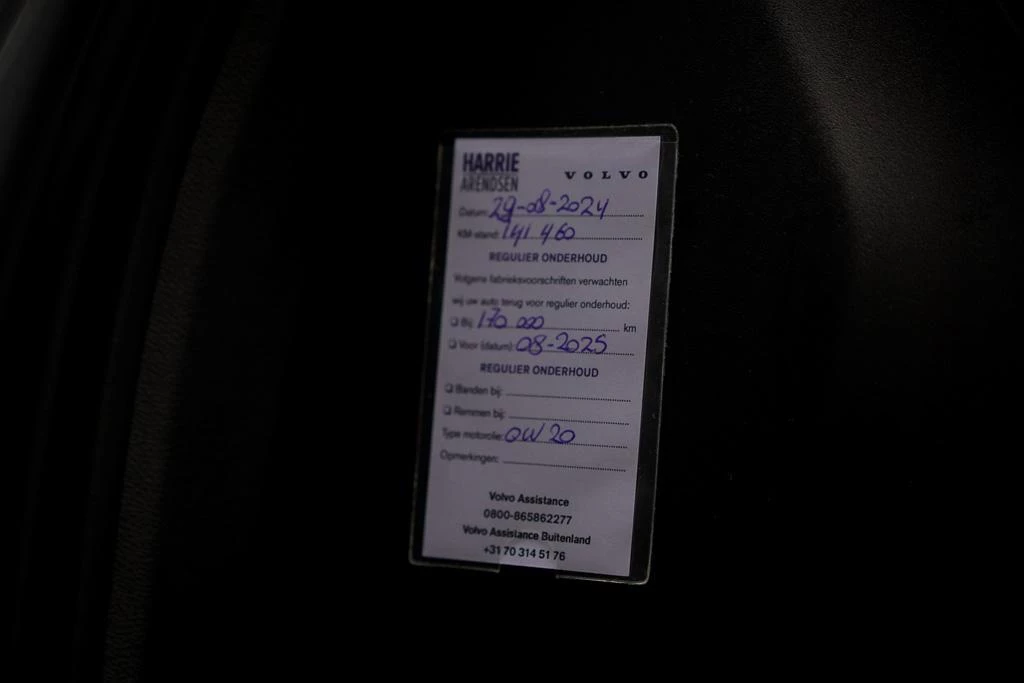 HARRIE
ARENDSEN
VOLVO
Datum: 29-08-2024
KM-stand: 141 460
REGULIER ONDERHOUD
Volgens fabrieksvoorschriften verwachten
wij uw auto terug voor regulier onderhoud:
❏ Bij: 170 000 km
❏ Voor (datum): 08-2025
REGULIER ONDERHOUD
❏ Banden bij:
❏ Remmen bij:
Type motorolie: 0W20
Opmerkingen:
Volvo Assistance
0800-865862277
Volvo Assistance Buitenland
+31 70 314 51 76